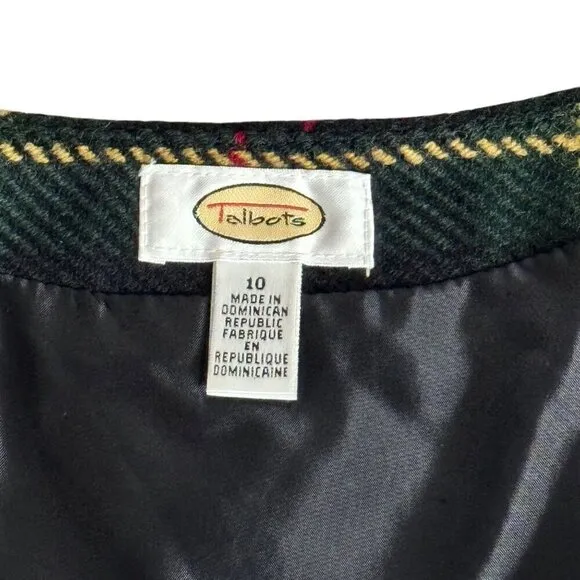 Talbots
10
MADE IN
DOMINICAN
REPUBLIC
FABRIQUE
EN
REPUBLIQUE
DOMINICAINE